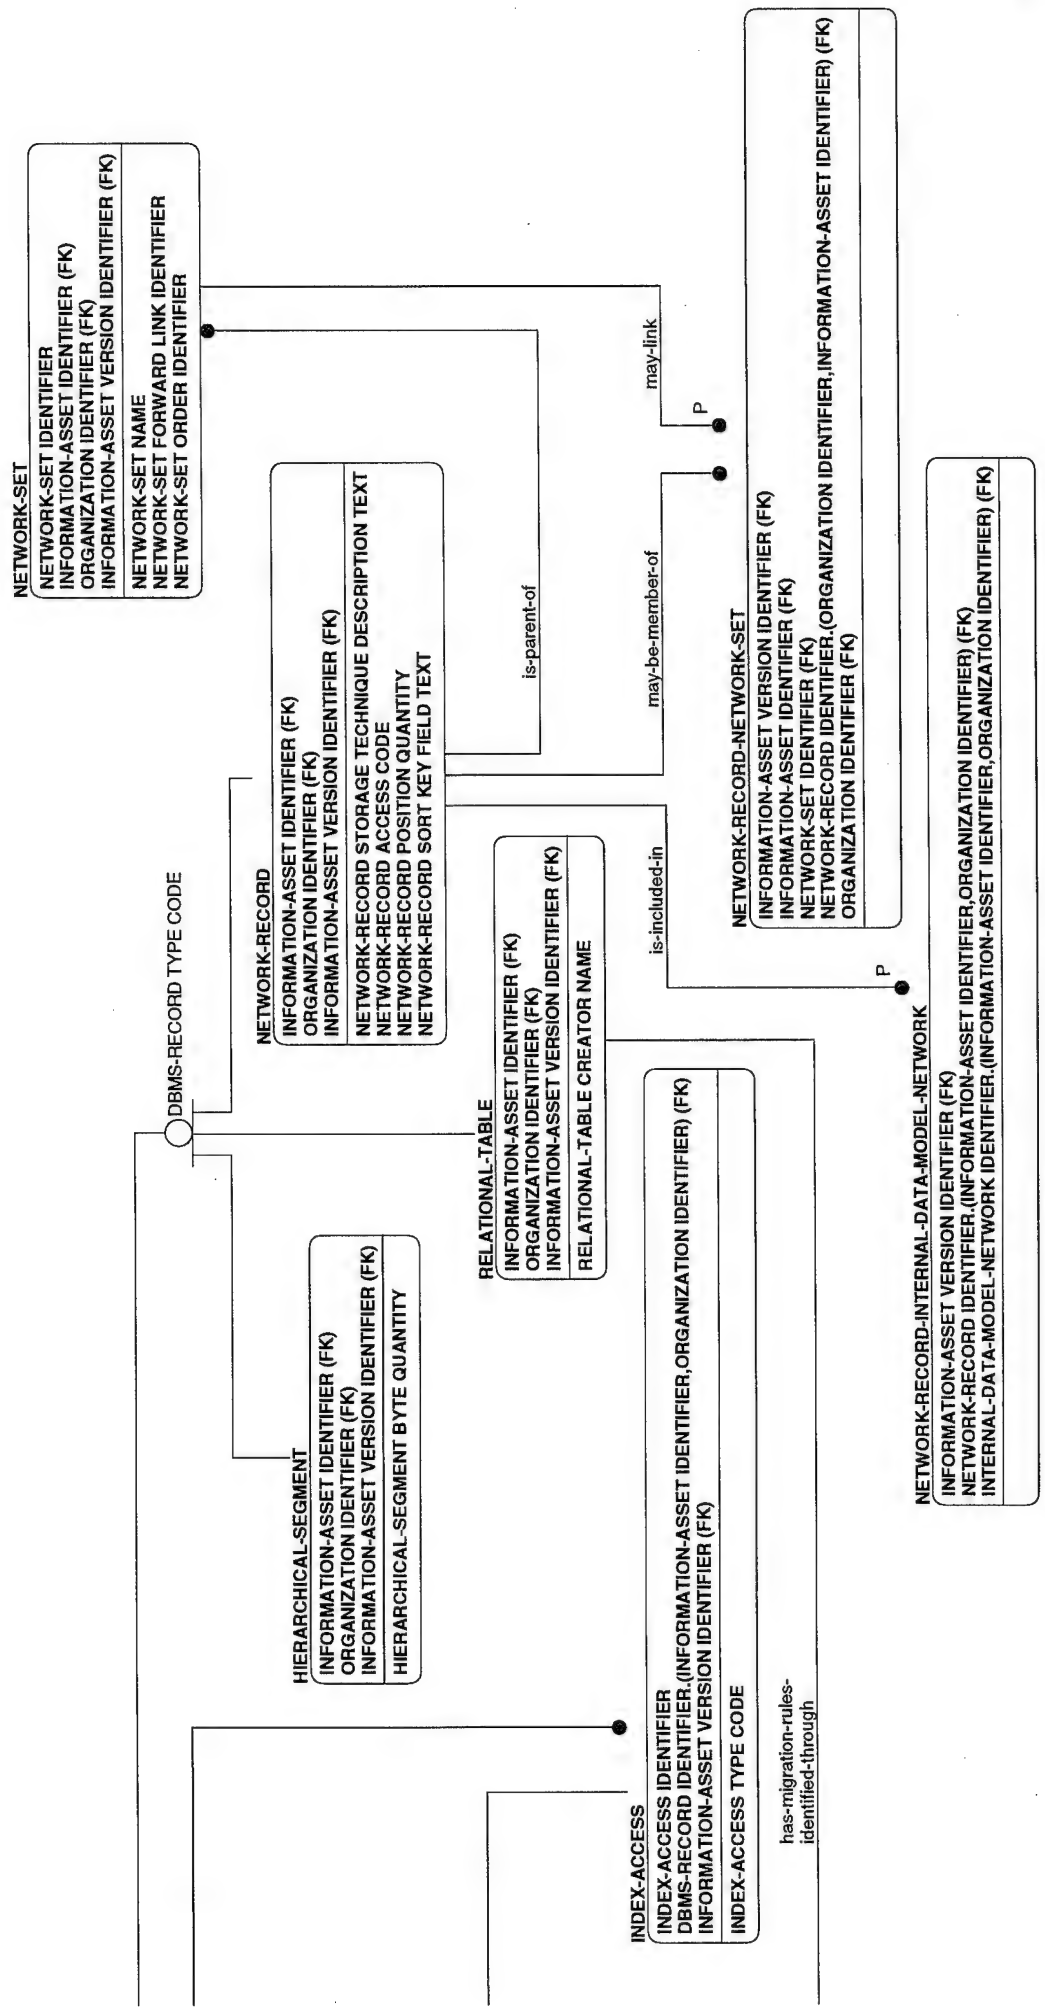 DBMS-RECORD TYPE CODE
NETWORK-SET
NETWORK-SET IDENTIFIER
INFORMATION-ASSET IDENTIFIER (FK)
ORGANIZATION IDENTIFIER (FK)
INFORMATION-ASSET VERSION IDENTIFIER (FK)
NETWORK-SET NAME
NETWORK-SET FORWARD LINK IDENTIFIER
NETWORK-SET ORDER IDENTIFIER
HIERARCHICAL-SEGMENT
INFORMATION-ASSET IDENTIFIER (FK)
ORGANIZATION IDENTIFIER (FK)
INFORMATION-ASSET VERSION IDENTIFIER (FK)
HIERARCHICAL-SEGMENT BYTE QUANTITY
NETWORK-RECORD
INFORMATION-ASSET IDENTIFIER (FK)
ORGANIZATION IDENTIFIER (FK)
INFORMATION-ASSET VERSION IDENTIFIER (FK)
NETWORK-RECORD STORAGE TECHNIQUE DESCRIPTION TEXT
NETWORK-RECORD ACCESS CODE
NETWORK-RECORD POSITION QUANTITY
NETWORK-RECORD SORT KEY FIELD TEXT
RELATIONAL-TABLE
INFORMATION-ASSET IDENTIFIER (FK)
ORGANIZATION IDENTIFIER (FK)
INFORMATION-ASSET VERSION IDENTIFIER (FK)
RELATIONAL-TABLE CREATOR NAME
is-parent-of
INDEX-ACCESS
INDEX-ACCESS IDENTIFIER
DBMS-RECORD IDENTIFIER.(INFORMATION-ASSET IDENTIFIER,ORGANIZATION IDENTIFIER) (FK)
INFORMATION-ASSET VERSION IDENTIFIER (FK)
INDEX-ACCESS TYPE CODE
is-included-in
may-be-member-of
may-link
P
NETWORK-RECORD-NETWORK-SET
INFORMATION-ASSET VERSION IDENTIFIER (FK)
INFORMATION-ASSET IDENTIFIER (FK)
NETWORK-SET IDENTIFIER (FK)
NETWORK-RECORD IDENTIFIER.(ORGANIZATION IDENTIFIER,INFORMATION-ASSET IDENTIFIER) (FK)
ORGANIZATION IDENTIFIER (FK)
has-migration-rules-
identified-through
P
NETWORK-RECORD-INTERNAL-DATA-MODEL-NETWORK
INFORMATION-ASSET VERSION IDENTIFIER (FK)
NETWORK-RECORD IDENTIFIER.(INFORMATION-ASSET IDENTIFIER,ORGANIZATION IDENTIFIER) (FK)
INTERNAL-DATA-MODEL-NETWORK IDENTIFIER.(INFORMATION-ASSET IDENTIFIER,ORGANIZATION IDENTIFIER) (FK)